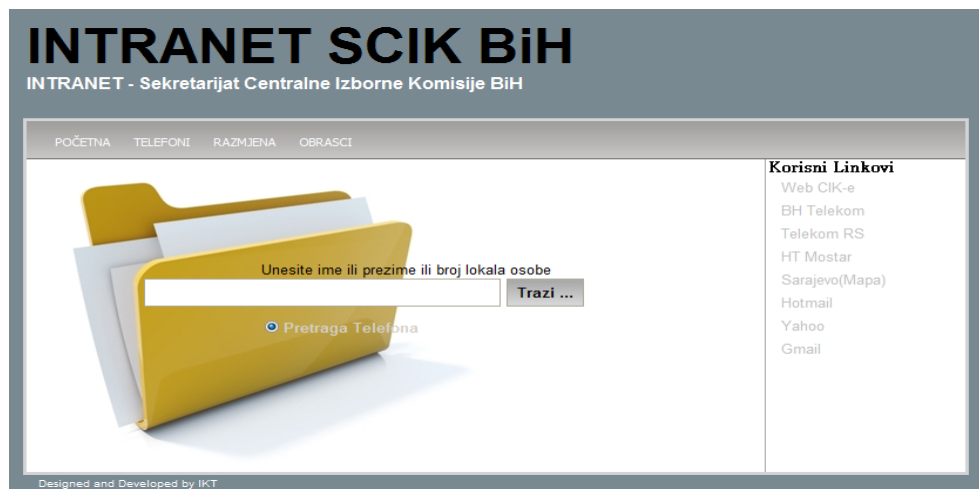 INTRANET SCIK BiH
INTRANET - Sekretarijat Centralne Izborne Komisije BiH
POČETNA TELEFONI RAZMJENA OBRASCI
Unesite ime ili prezime ili broj lokala osobe
Trazi ...
Pretraga Telefona
Korisni Linkovi
Web CIK-e
BH Telekom
Telekom RS
HT Mostar
Sarajevo(Mapa)
Hotmail
Yahoo
Gmail
Designed and Developed by IKT